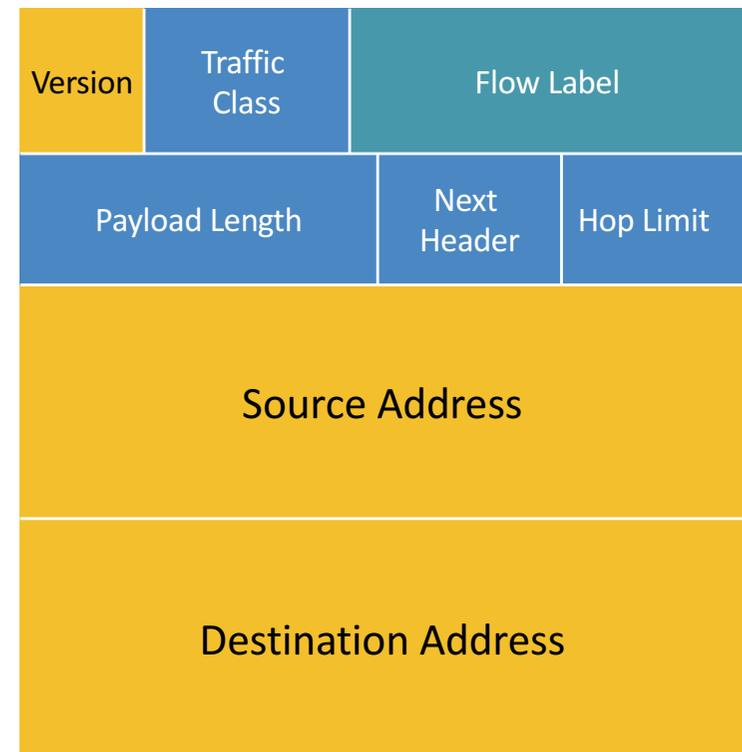 Version
Traffic
Class
Flow Label
Payload Length
Next
Header
Hop Limit
Source Address
Destination Address